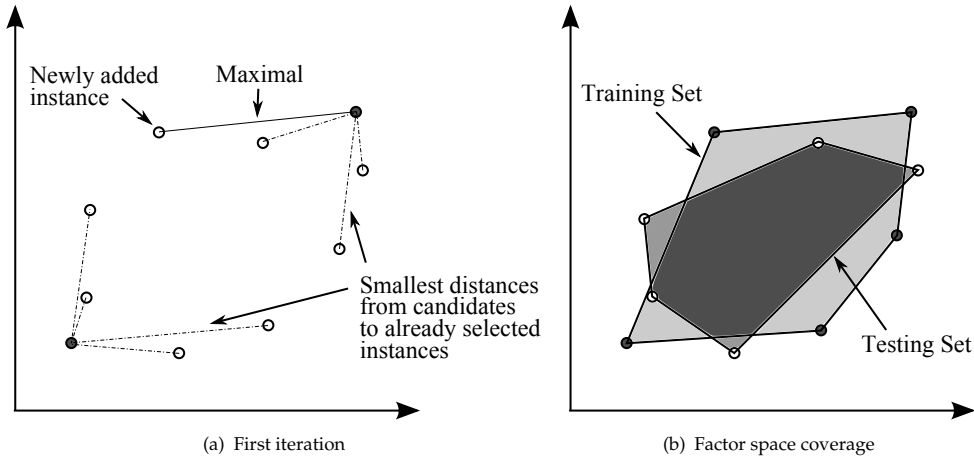 Newly added
instance
Maximal
Smallest distances
from candidates
to already selected
instances
(a) First iteration
Training Set
Testing Set
(b) Factor space coverage